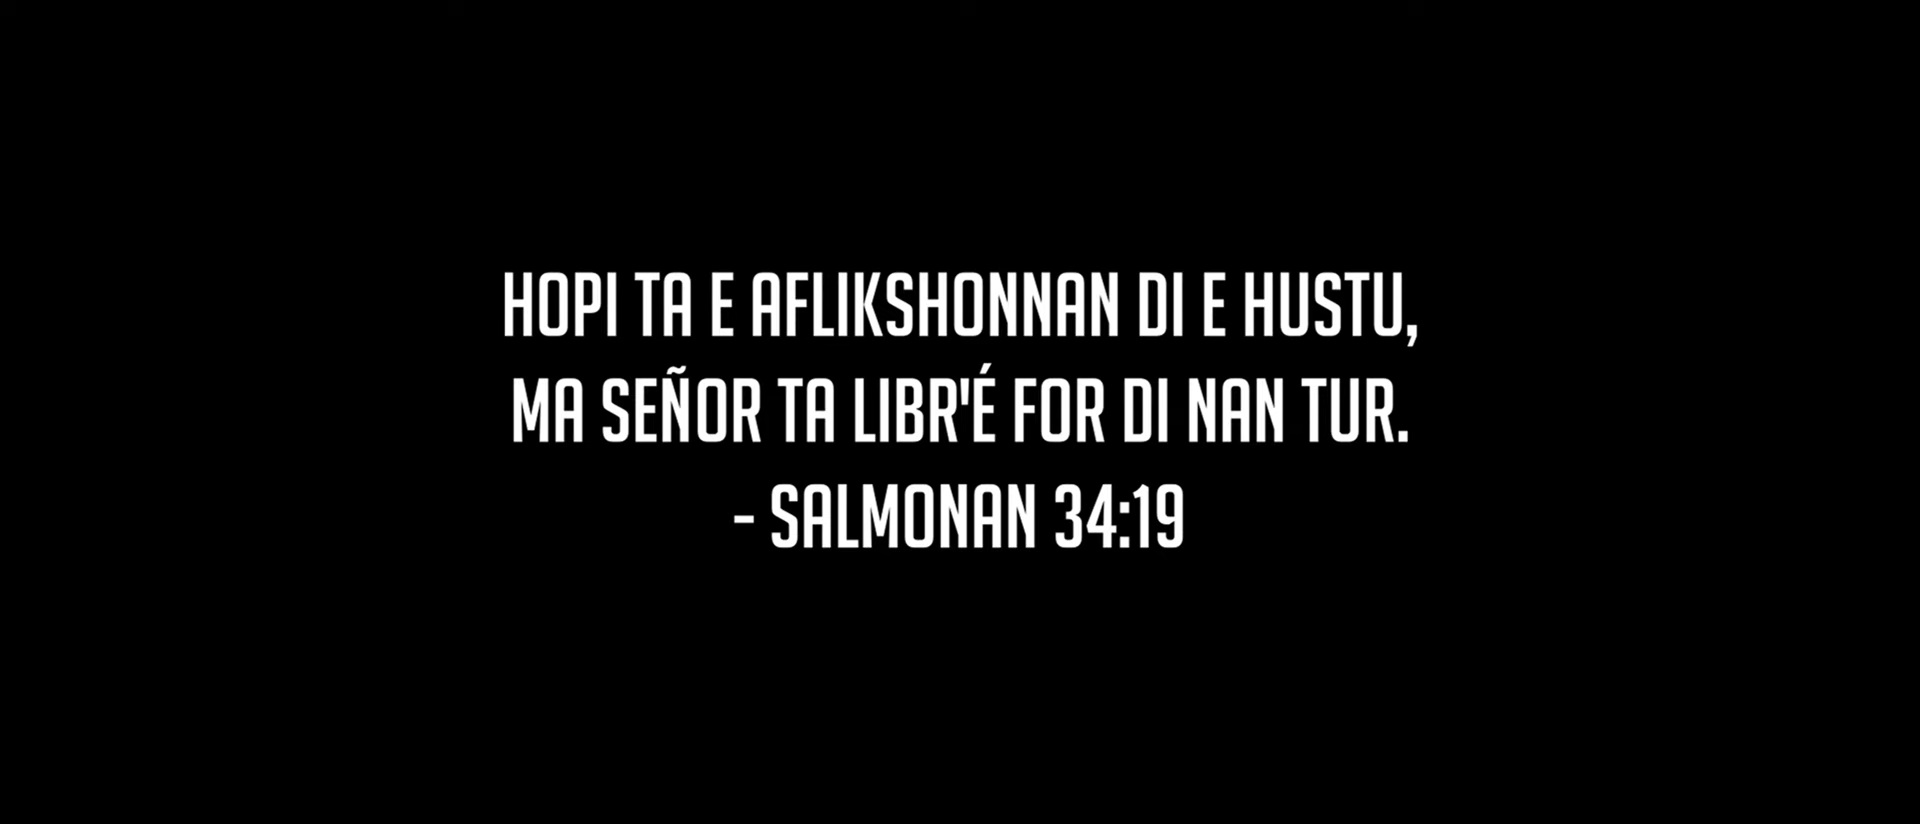 HOPI TA E AFLIKSHONNAN DI E HUSTU,
MA SEÑOR TA LIBR'É FOR DI NAN TUR.
- SALMONAN 34:19